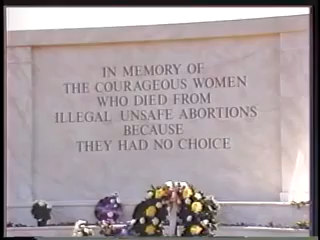 IN MEMORY OF
THE COURAGEOUS WOMEN
WHO DIED FROM
ILLEGAL UNSAFE ABORTIONS
BECAUSE
THEY HAD NO CHOICE